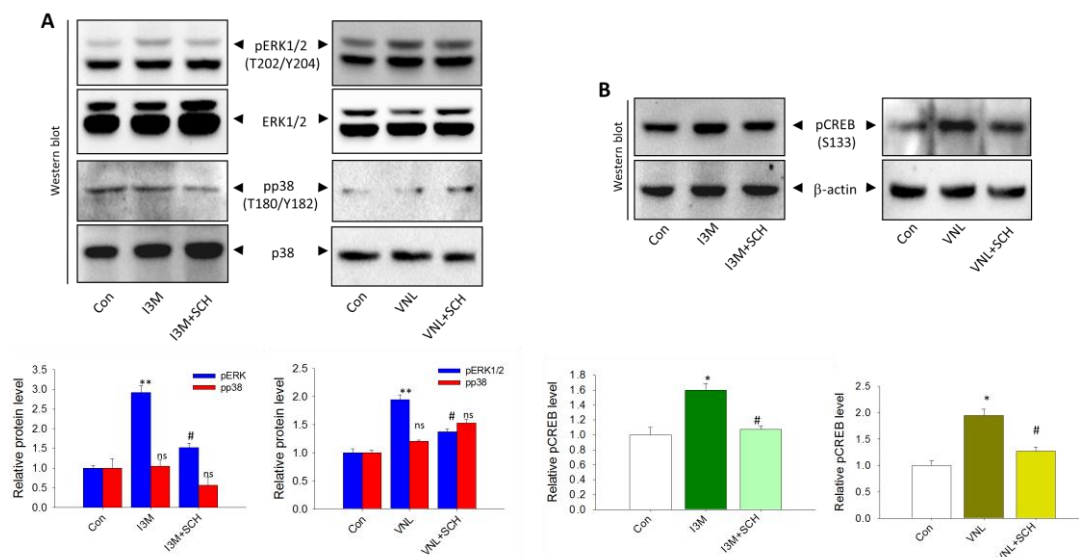 A
Western blot
pERK1/2
(T202/Y204)
ERK1/2
pp38
(T180/Y182)
p38
Con
I3M
I3M+SCH
Con
VNL
VNL+SCH
B
Western blot
pCREB
(S133)
β-actin
Con
I3M
I3M+SCH
Con
VNL
VNL+SCH
Relative protein level
3.5
3.0
2.5
2.0
1.5
1.0
0.5
0.0
pERK
pp38
**
ns
#
ns
Con
I3M
I3M+SCH
Relative protein level
3.0
2.5
2.0
1.5
1.0
0.5
0.0
pERK1/2
pp38
**
ns
#
ns
Con
VNL
VNL+SCH
Relative pCREB level
1.8
1.6
1.4
1.2
1.0
0.8
0.6
0.4
0.2
0.0
*
#
Con
I3M
I3M+SCH
Relative pCREB level
2.5
2.0
1.5
1.0
0.5
0.0
*
#
Con
VNL
VNL+SCH